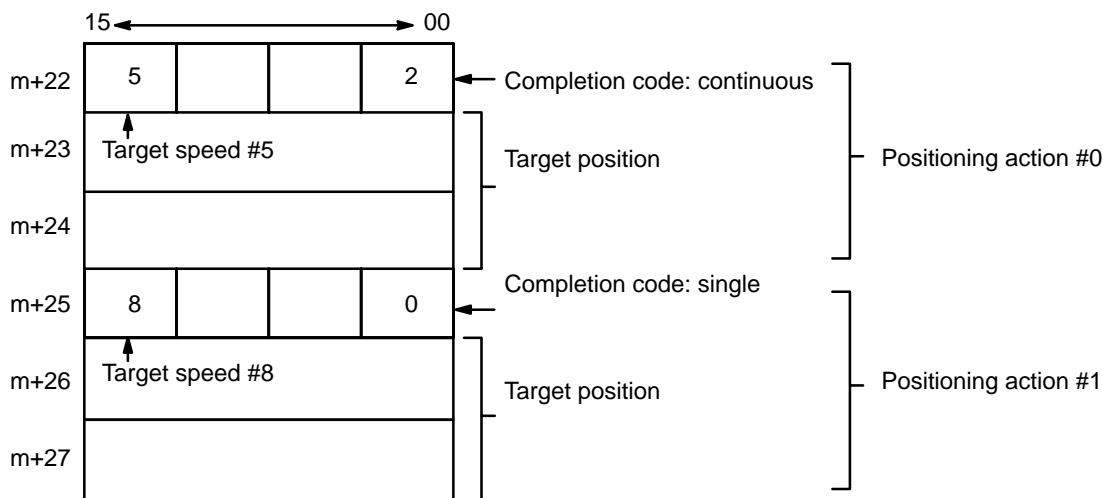 15 00
m+22 5 2 Completion code: continuous
Target speed #5
m+23 Target position Positioning action #0
m+24
Completion code: single
m+25 8 0
Target speed #8
m+26 Target position Positioning action #1
m+27